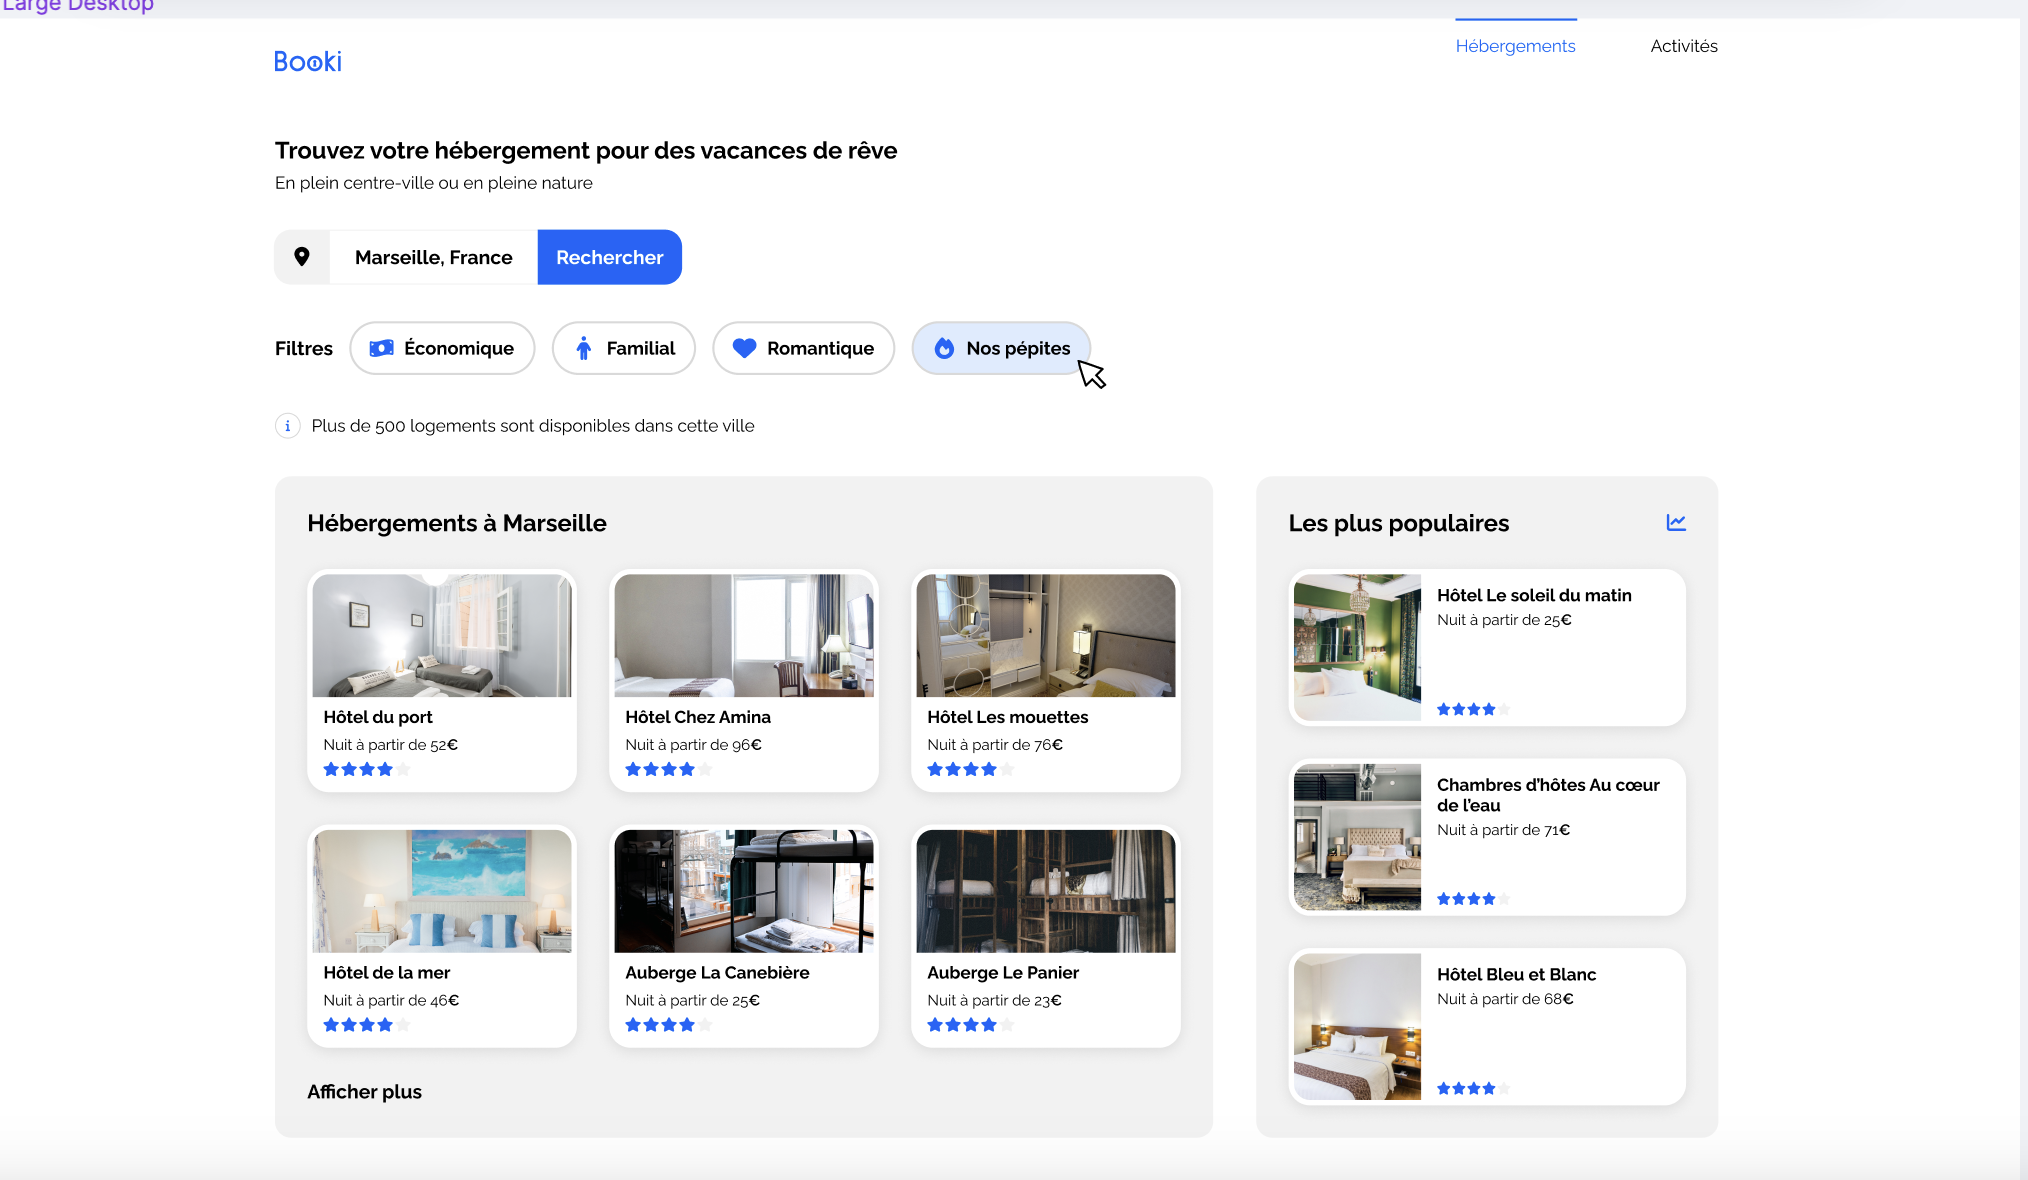 Large Desktop
Booki
Hébergements
Activités
Trouvez votre hébergement pour des vacances de rêve
En plein centre-ville ou en pleine nature
Marseille, France
Rechercher
Filtres
Économique
Familial
Romantique
Nos pépites
i
Plus de 500 logements sont disponibles dans cette ville
Hébergements à Marseille
Hôtel du port
Nuit à partir de 52€
Hôtel Chez Amina
Nuit à partir de 96€
Hôtel Les mouettes
Nuit à partir de 76€
Hôtel de la mer
Nuit à partir de 46€
Auberge La Canebière
Nuit à partir de 25€
Auberge Le Panier
Nuit à partir de 23€
Afficher plus
Les plus populaires
Hôtel Le soleil du matin
Nuit à partir de 25€
Chambres d’hôtes Au cœur
de l’eau
Nuit à partir de 71€
Hôtel Bleu et Blanc
Nuit à partir de 68€